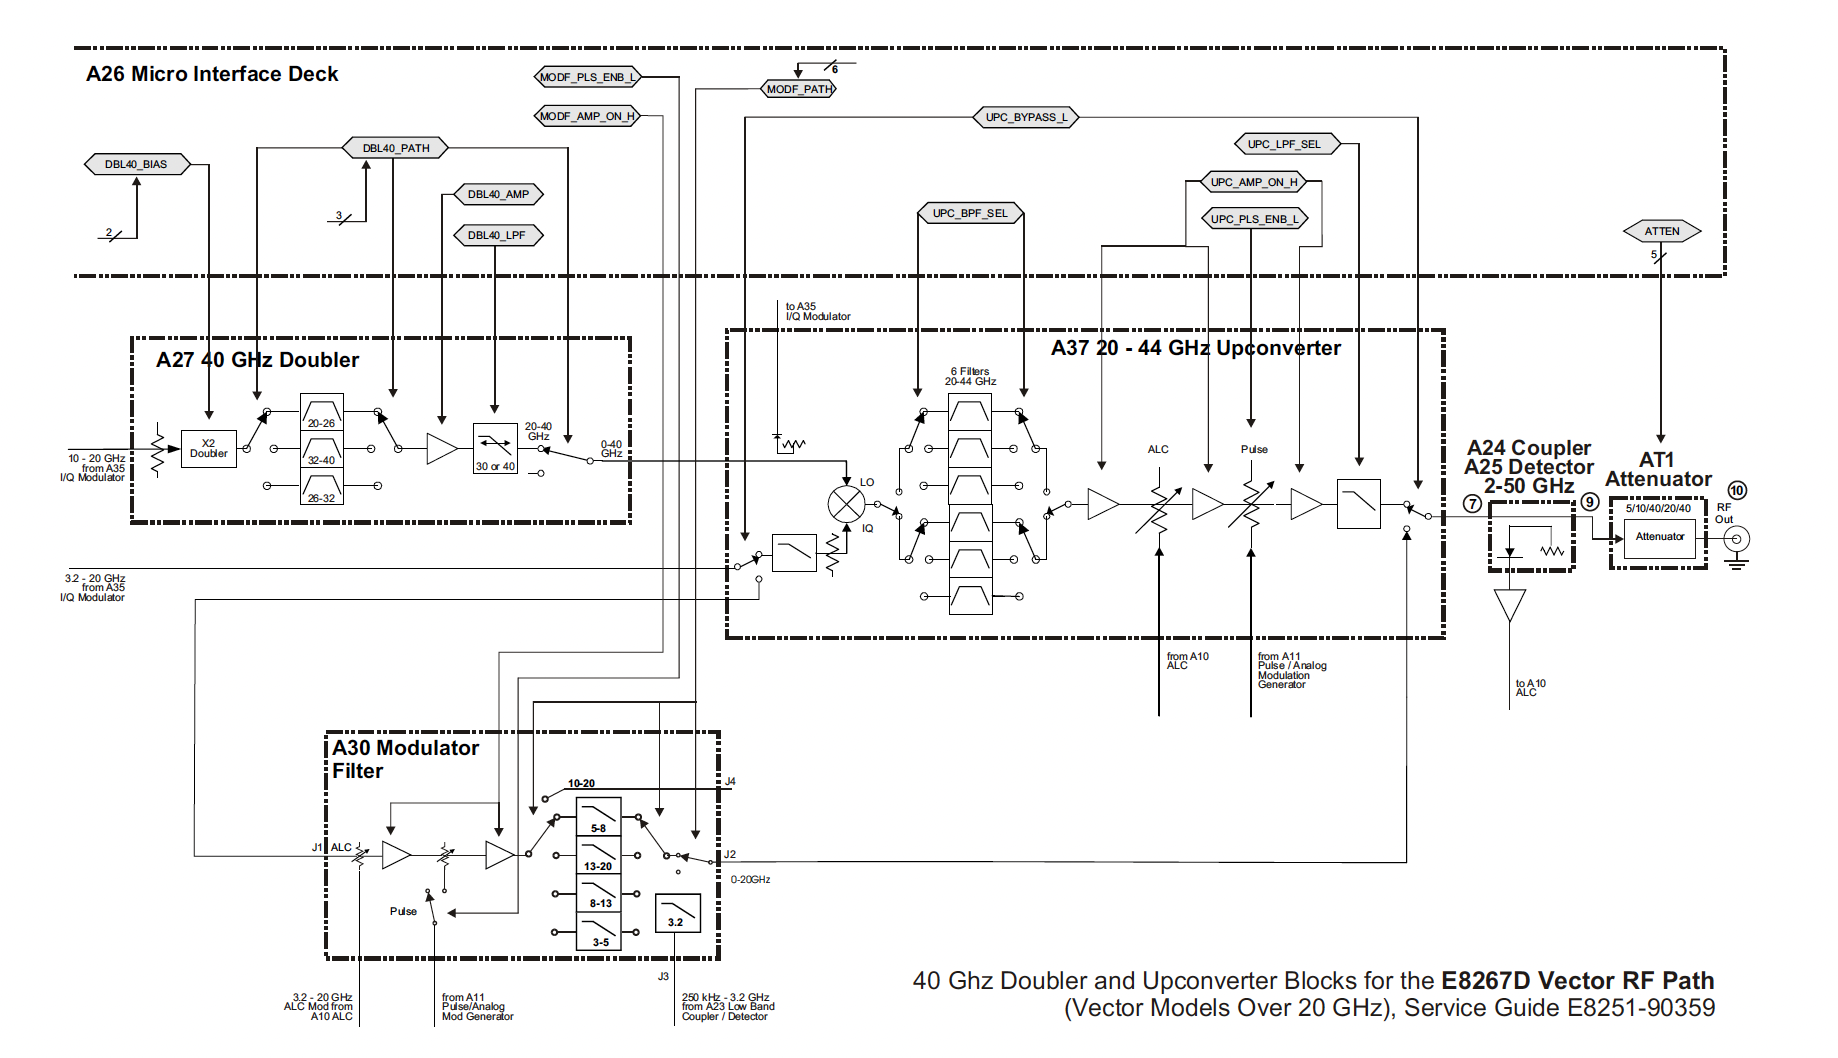 A26 Micro Interface Deck
MODF_PLS_ENB_L
6
MODF_PATH
MODF_AMP_ON_H
UPC_BYPASS_L
DBL40_PATH
UPC_LPF_SEL
DBL40_BIAS
UPC_AMP_ON_H
DBL40_AMP
3
UPC_BPF_SEL
UPC_PLS_ENB_L
2
DBL40_LPF
ATTEN
5
to A35
I/Q Modulator
A27 40 GHz Doubler
A37 20 - 44 GHz Upconverter
6 Filters
20-44 GHz
20-26
X2
Doubler
32-40
26-32
30 or 40
20-40
GHz
0-40
GHz
10 - 20 GHz
from A35
I/Q Modulator
LO
IQ
ALC
Pulse
A24 Coupler
A25 Detector
2-50 GHz
AT1
Attenuator
7
9
10
5/10/40/20/40
Attenuator
RF
Out
3.2 - 20 GHz
from A35
I/Q Modulator
from A10
ALC
from A11
Pulse / Analog
Modulation
Generator
to A10
ALC
A30 Modulator
Filter
10-20
J4
5-8
J1
ALC
13-20
J2
0-20GHz
8-13
Pulse
3.2
3-5
J3
3.2 - 20 GHz
ALC Mod from
A10 ALC
from A11
Pulse/Analog
Mod Generator
250 kHz - 3.2 GHz
from A23 Low Band
Coupler / Detector
40 Ghz Doubler and Upconverter Blocks for the E8267D Vector RF Path
(Vector Models Over 20 GHz), Service Guide E8251-90359